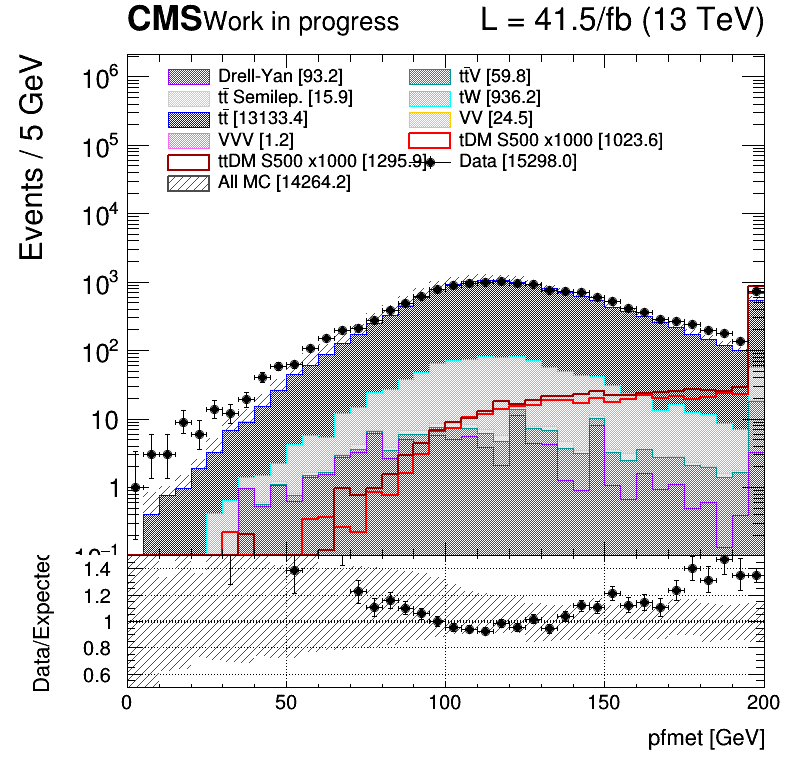 CMS Work in progress L = 41.5/fb (13 TeV)
Events / 5 GeV
Drell-Yan [93.2] tt̄V [59.8]
tt̄ Semilep. [15.9] tW [936.2]
tt̄ [13133.4] VV [24.5]
VVV [1.2] tDM S500 x1000 [1023.6]
ttDM S500 x1000 [1295.9] Data [15298.0]
All MC [14264.2]
10⁶
10⁵
10⁴
10³
10²
10
1
10⁻¹
Data/Expected
1.4
1.2
1
0.8
0.6
0 50 100 150 200
pfmet [GeV]